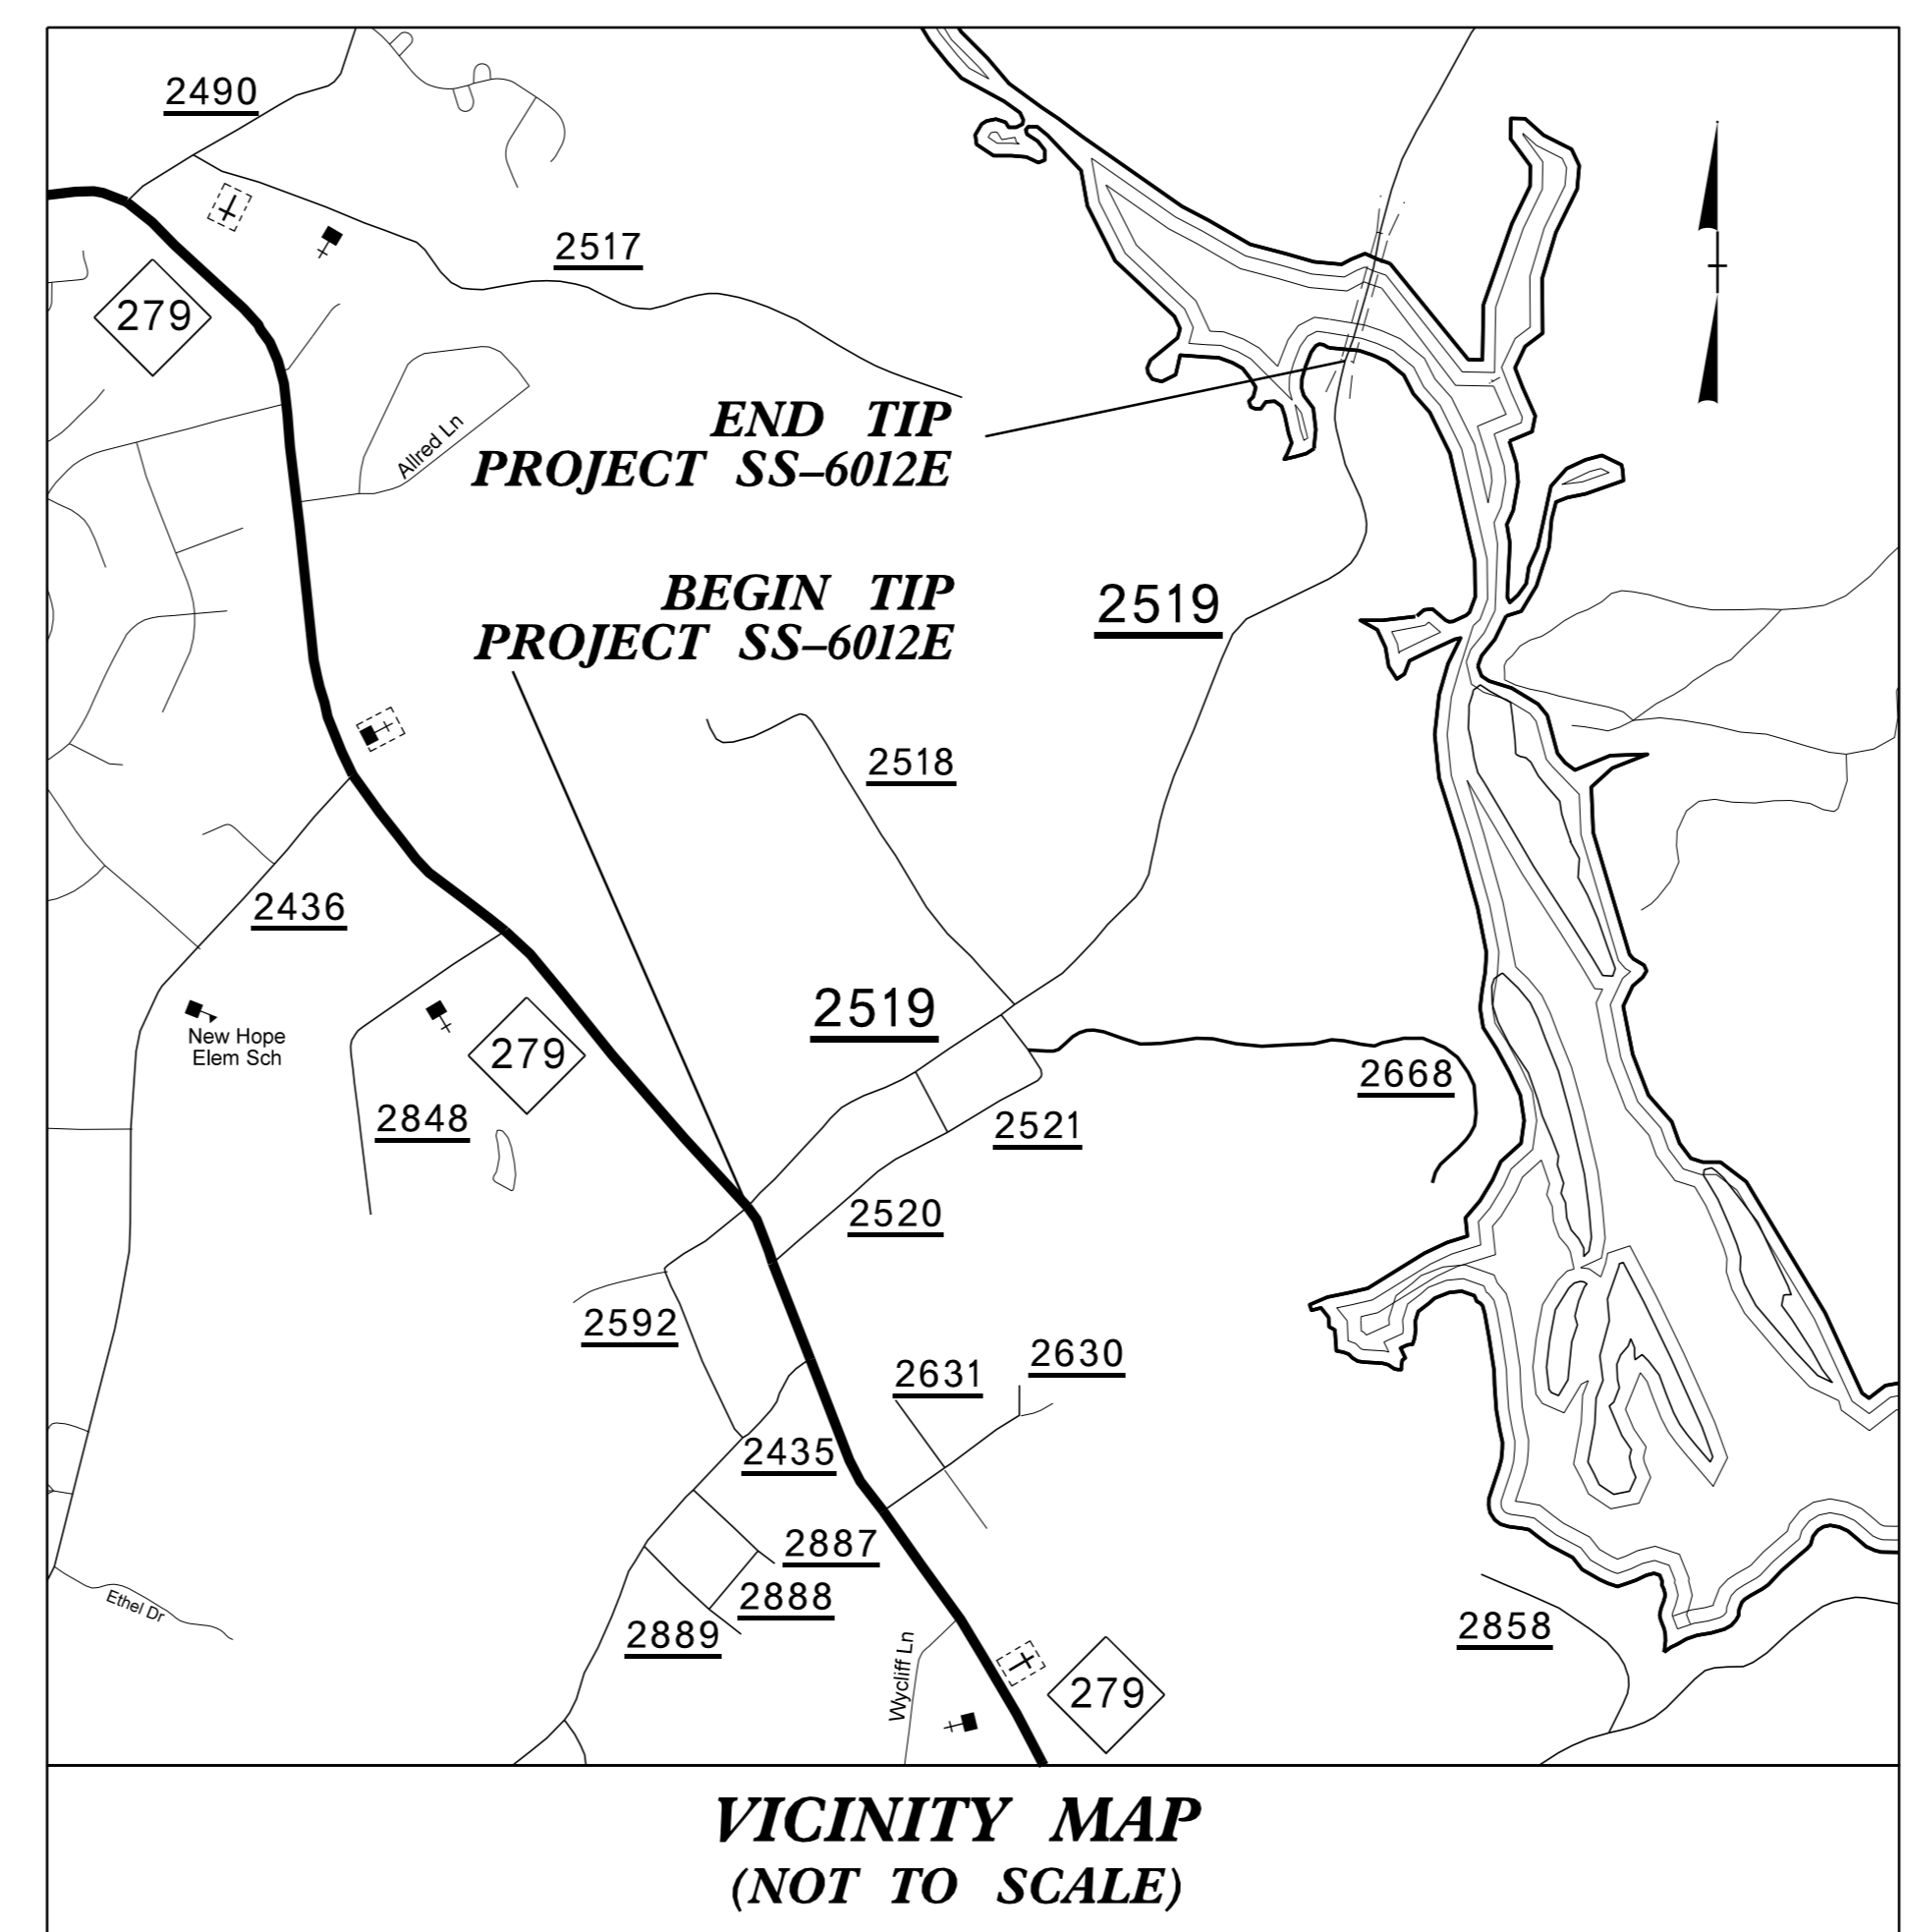 2490
2517
279
Allred Ln
END TIP
PROJECT SS–6012E
BEGIN TIP
PROJECT SS–6012E
2519
2518
2436
2519
New Hope
Elem Sch
279
2668
2848
2521
2520
2592
2631
2630
2435
2887
2888
Ethel Dr
2889
2858
Wycliff Ln
279
VICINITY MAP
(NOT TO SCALE)